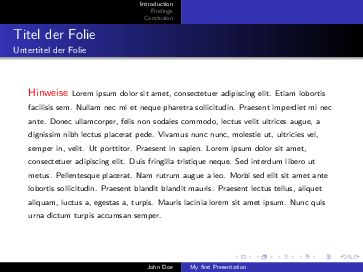 Introduction
Findings
Conclusion
Titel der Folie
Untertitel der Folie
Hinweise Lorem ipsum dolor sit amet, consectetuer adipiscing elit. Etiam lobortis
facilisis sem. Nullam nec mi et neque pharetra sollicitudin. Praesent imperdiet mi nec
ante. Donec ullamcorper, felis non sodales commodo, lectus velit ultrices augue, a
dignissim nibh lectus placerat pede. Vivamus nunc nunc, molestie ut, ultricies vel,
semper in, velit. Ut porttitor. Praesent in sapien. Lorem ipsum dolor sit amet,
consectetuer adipiscing elit. Duis fringilla tristique neque. Sed interdum libero ut
metus. Pellentesque placerat. Nam rutrum augue a leo. Morbi sed elit sit amet ante
lobortis sollicitudin. Praesent blandit blandit mauris. Praesent lectus tellus, aliquet
aliquam, luctus a, egestas a, turpis. Mauris lacinia lorem sit amet ipsum. Nunc quis
urna dictum turpis accumsan semper.
John Doe
My first Presentation